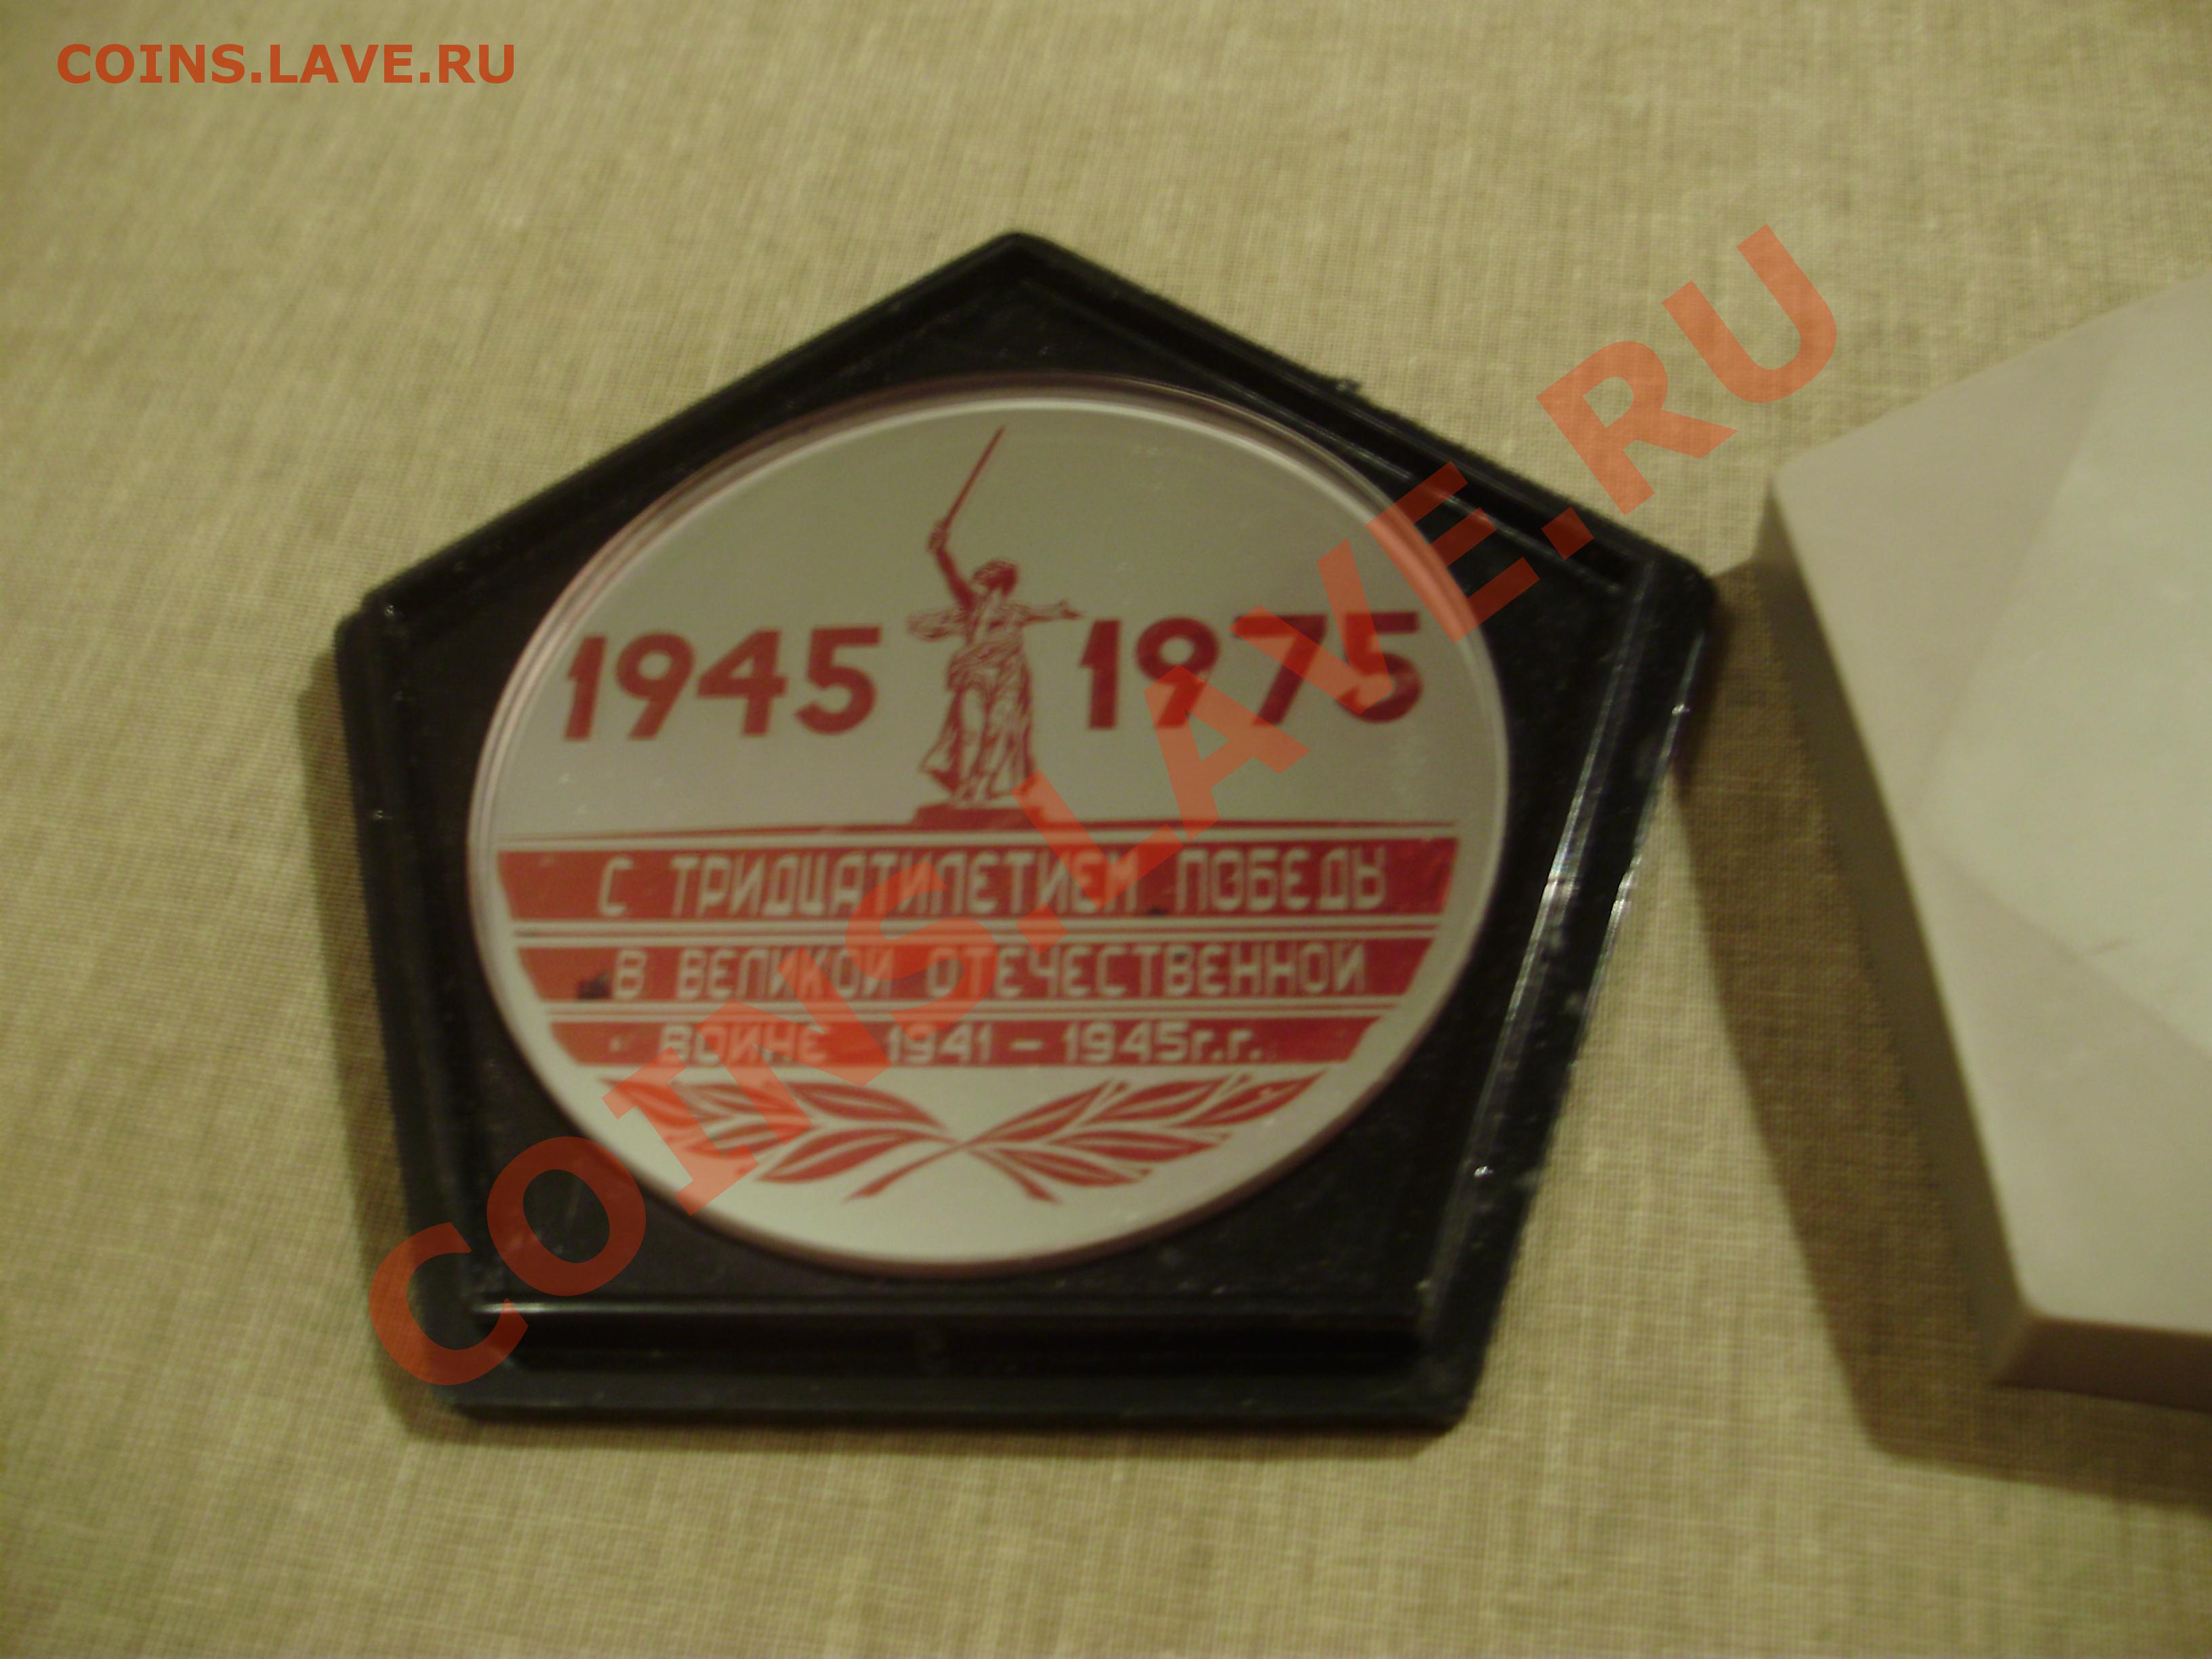 COINS.LAVE.RU
1945 1975
С ТРИДЦАТИЛЕТИЕМ ПОБЕДЫ
В ВЕЛИКОЙ ОТЕЧЕСТВЕННОЙ
ВОЙНЕ 1941 – 1945г.г.
COINS.LAVE.RU